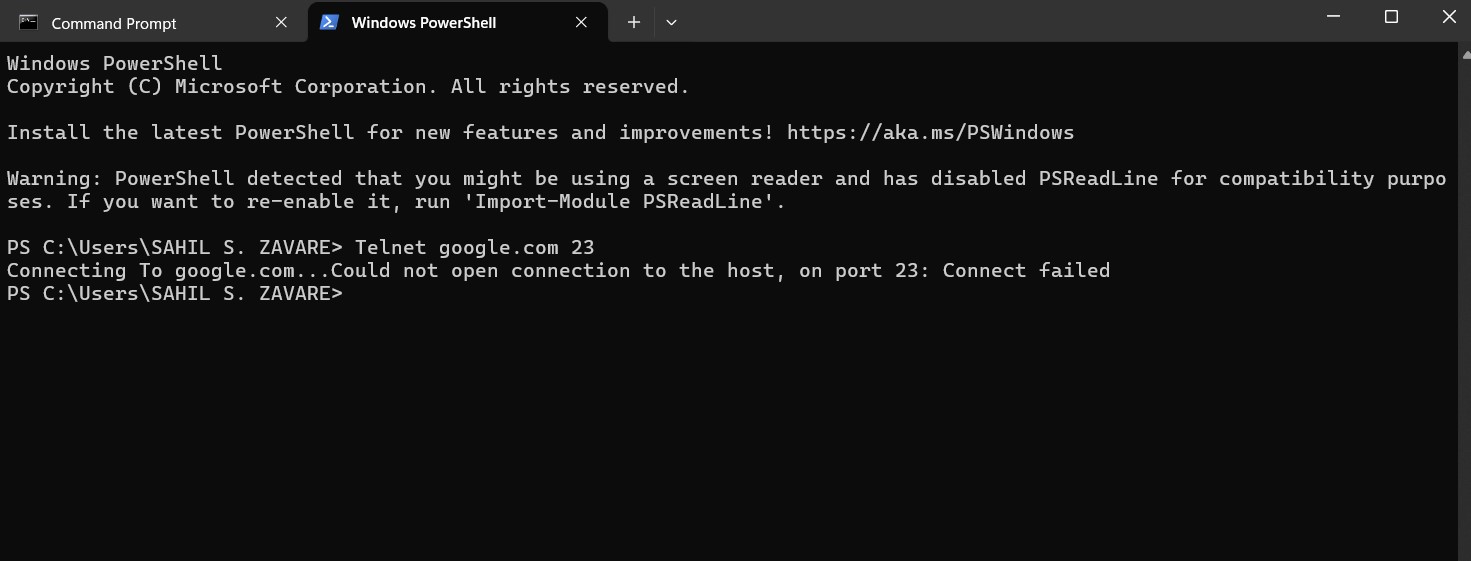 Command Prompt
Windows PowerShell
Windows PowerShell
Copyright (C) Microsoft Corporation. All rights reserved.
Install the latest PowerShell for new features and improvements! https://aka.ms/PSWindows
Warning: PowerShell detected that you might be using a screen reader and has disabled PSReadLine for compatibility purpo
ses. If you want to re-enable it, run 'Import-Module PSReadLine'.
PS C:\Users\SAHIL S. ZAVARE> Telnet google.com 23
Connecting To google.com...Could not open connection to the host, on port 23: Connect failed
PS C:\Users\SAHIL S. ZAVARE>